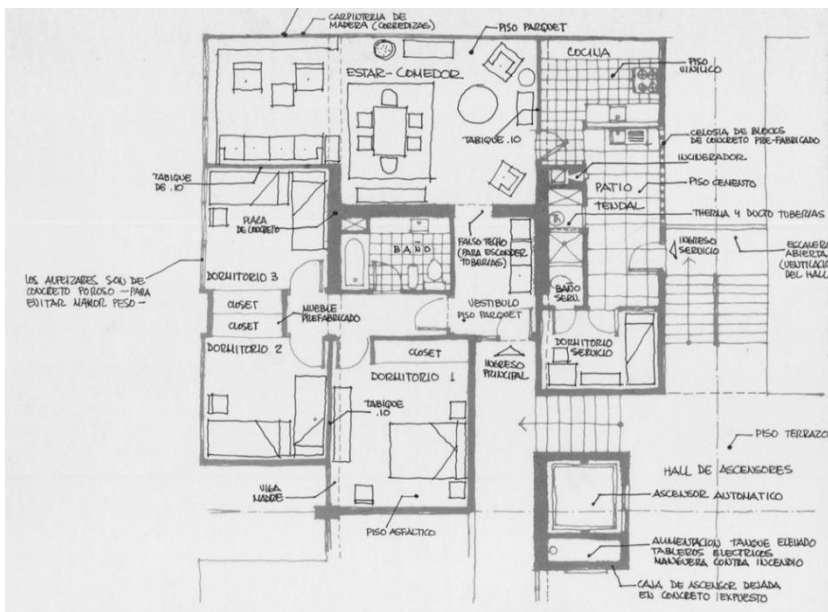 CARPINTERIA DE
MADERA (CORREDIZAS)
PISO PARQUET
COCINA
PISO
VINILICO
ESTAR-COMEDOR
TABIQUE .10
CELOSIA DE BLOCKS
DE CONCRETO PRE-FABRICADO
INCINERADOR
TABIQUE
DE .10
PATIO
TENDAL
PISO CEMENTO
THERMA Y DUCTO TUBERIAS
PLACA
DE CONCRETO
BAÑO
FALSO TECHO
(PARA ESCONDER
TUBERIAS)
INGRESO
SERVICIO
ESCALERA
ABIERTA
(VENTILACIO
DEL HALL
LOS ALFEIZARES SON DE
CONCRETO POROSO - PARA
EVITAR MAYOR PESO -
DORMITORIO 3
CLOSET
CLOSET
MUEBLE
PREFABRICADO
VESTIBULO
PISO PARQUET
BAÑO
SERV.
DORMITORIO 2
CLOSET
DORMITORIO 1
INGRESO
PRINCIPAL
DORMITORIO
SERVICIO
TABIQUE
.10
PISO TERRAZO
HALL DE ASCENSORES
VIGA
MADRE
ASCENSOR AUTOMATICO
PISO ASFALTICO
ALIMENTACION TANQUE ELEVADO
TABLEROS ELECTRICOS
MANGUERA CONTRA INCENDIO
CAJA DE ASCENSOR DEJADA
EN CONCRETO EXPUESTO